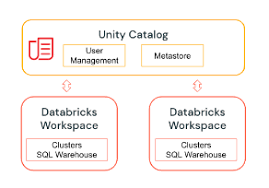 Unity Catalog
User
Management
Metastore
Databricks
Workspace
Clusters
SQL Warehouse
Databricks
Workspace
Clusters
SQL Warehouse